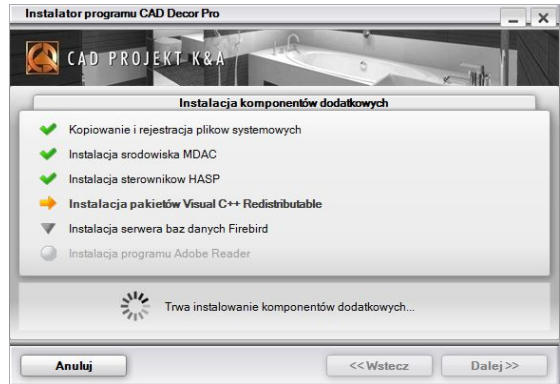 Instalator programu CAD Decor Pro
CAD PROJEKT K&A
Instalacja komponentów dodatkowych
Kopiowanie i rejestracja plikow systemowych
Instalacja srodowiska MDAC
Instalacja sterownikow HASP
Instalacja pakietów Visual C++ Redistributable
Instalacja serwera baz danych Firebird
Instalacja programu Adobe Reader
Trwa instalowanie komponentów dodatkowych...
Anuluj
<< Wstecz
Dalej >>